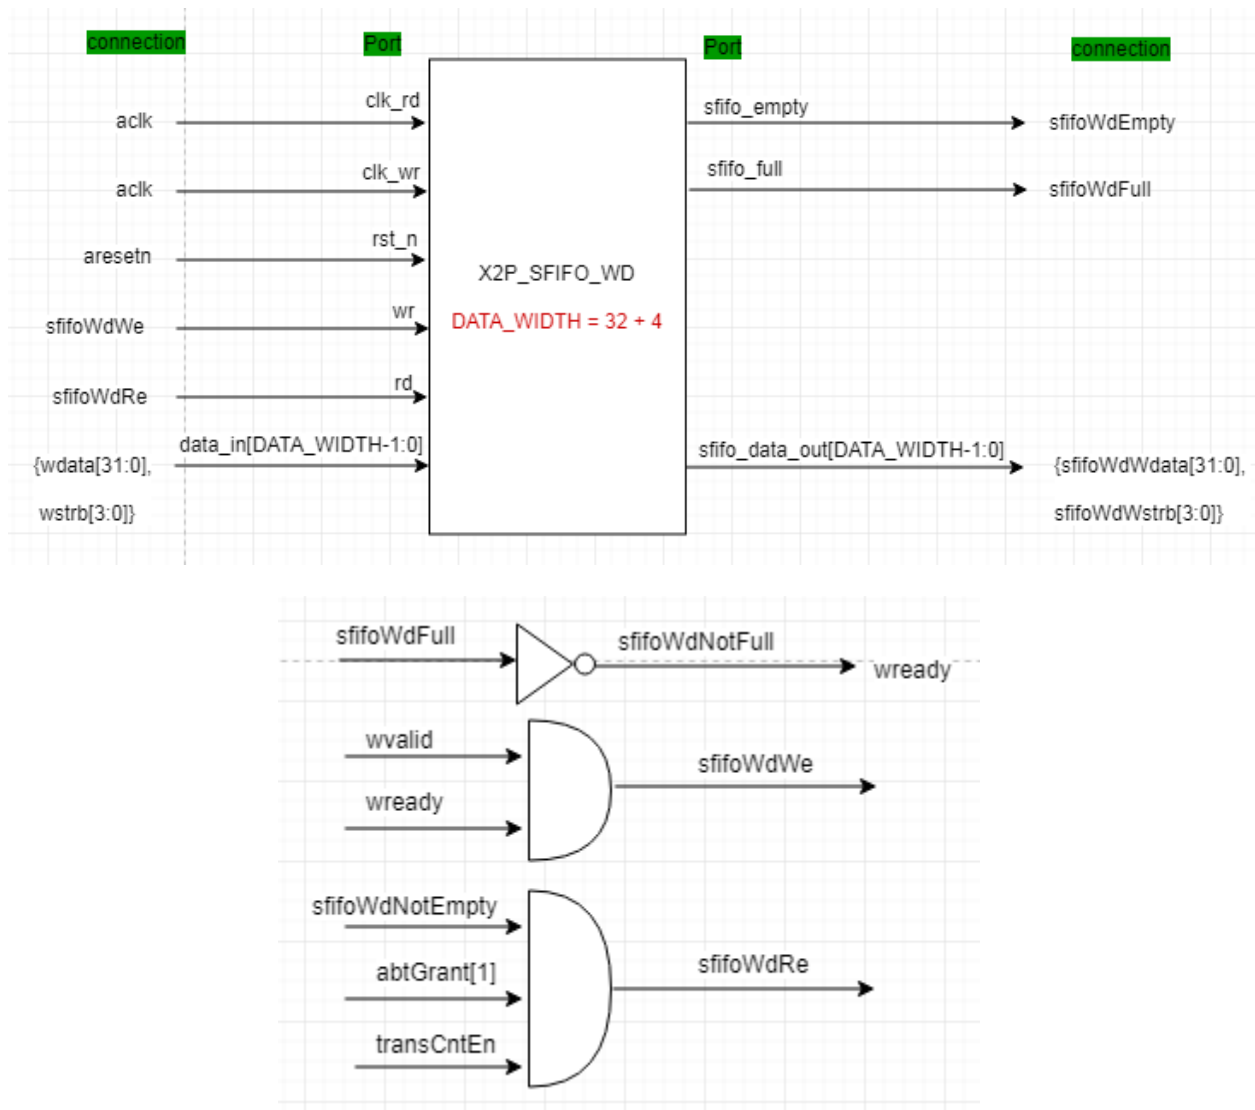 connection
Port
Port
connection
clk_rd
aclk
sfifo_empty
sfifoWdEmpty
clk_wr
aclk
sfifo_full
sfifoWdFull
rst_n
aresetn
X2P_SFIFO_WD
wr
sfifoWdWe
DATA_WIDTH = 32 + 4
rd
sfifoWdRe
data_in[DATA_WIDTH-1:0]
{wdata[31:0],
wstrb[3:0]}
sfifo_data_out[DATA_WIDTH-1:0]
{sfifoWdWdata[31:0],
sfifoWdWstrb[3:0]}
sfifoWdFull
sfifoWdNotFull
wready
wvalid
wready
sfifoWdWe
sfifoWdNotEmpty
abtGrant[1]
transCntEn
sfifoWdRe